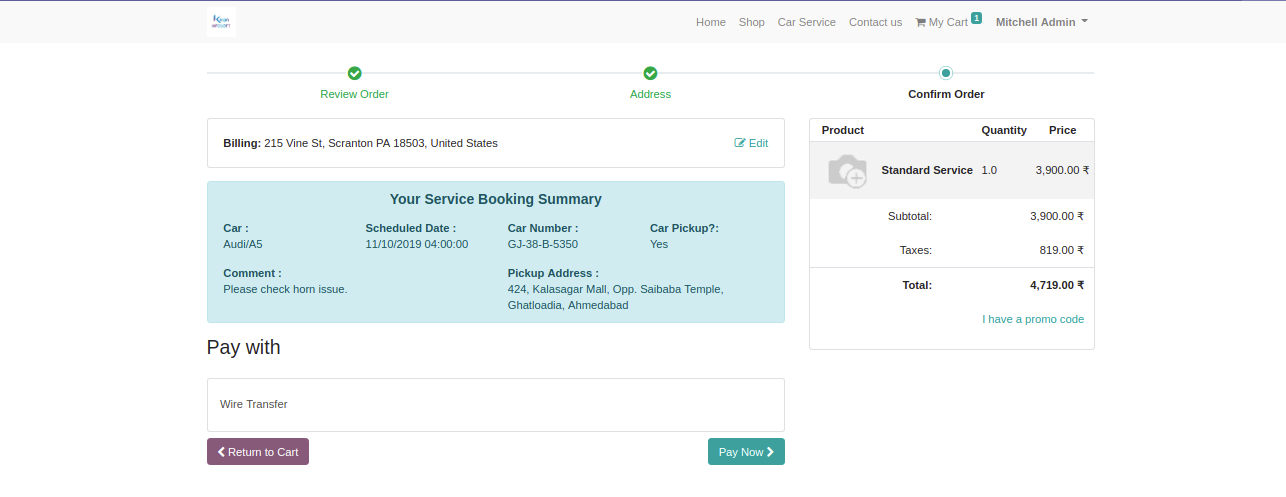 Home Shop Car Service Contact us My Cart 1 Mitchell Admin
Review Order Address Confirm Order
Billing: 215 Vine St, Scranton PA 18503, United States Edit
Your Service Booking Summary
Car : Scheduled Date : Car Number : Car Pickup?:
Audi/A5 11/10/2019 04:00:00 GJ-38-B-5350 Yes
Comment : Pickup Address :
Please check horn issue. 424, Kalasagar Mall, Opp. Saibaba Temple,
Ghatloadia, Ahmedabad
Pay with
Wire Transfer
Return to Cart Pay Now
Product Quantity Price
Standard Service 1.0 3,900.00 ₹
Subtotal: 3,900.00 ₹
Taxes: 819.00 ₹
Total: 4,719.00 ₹
I have a promo code